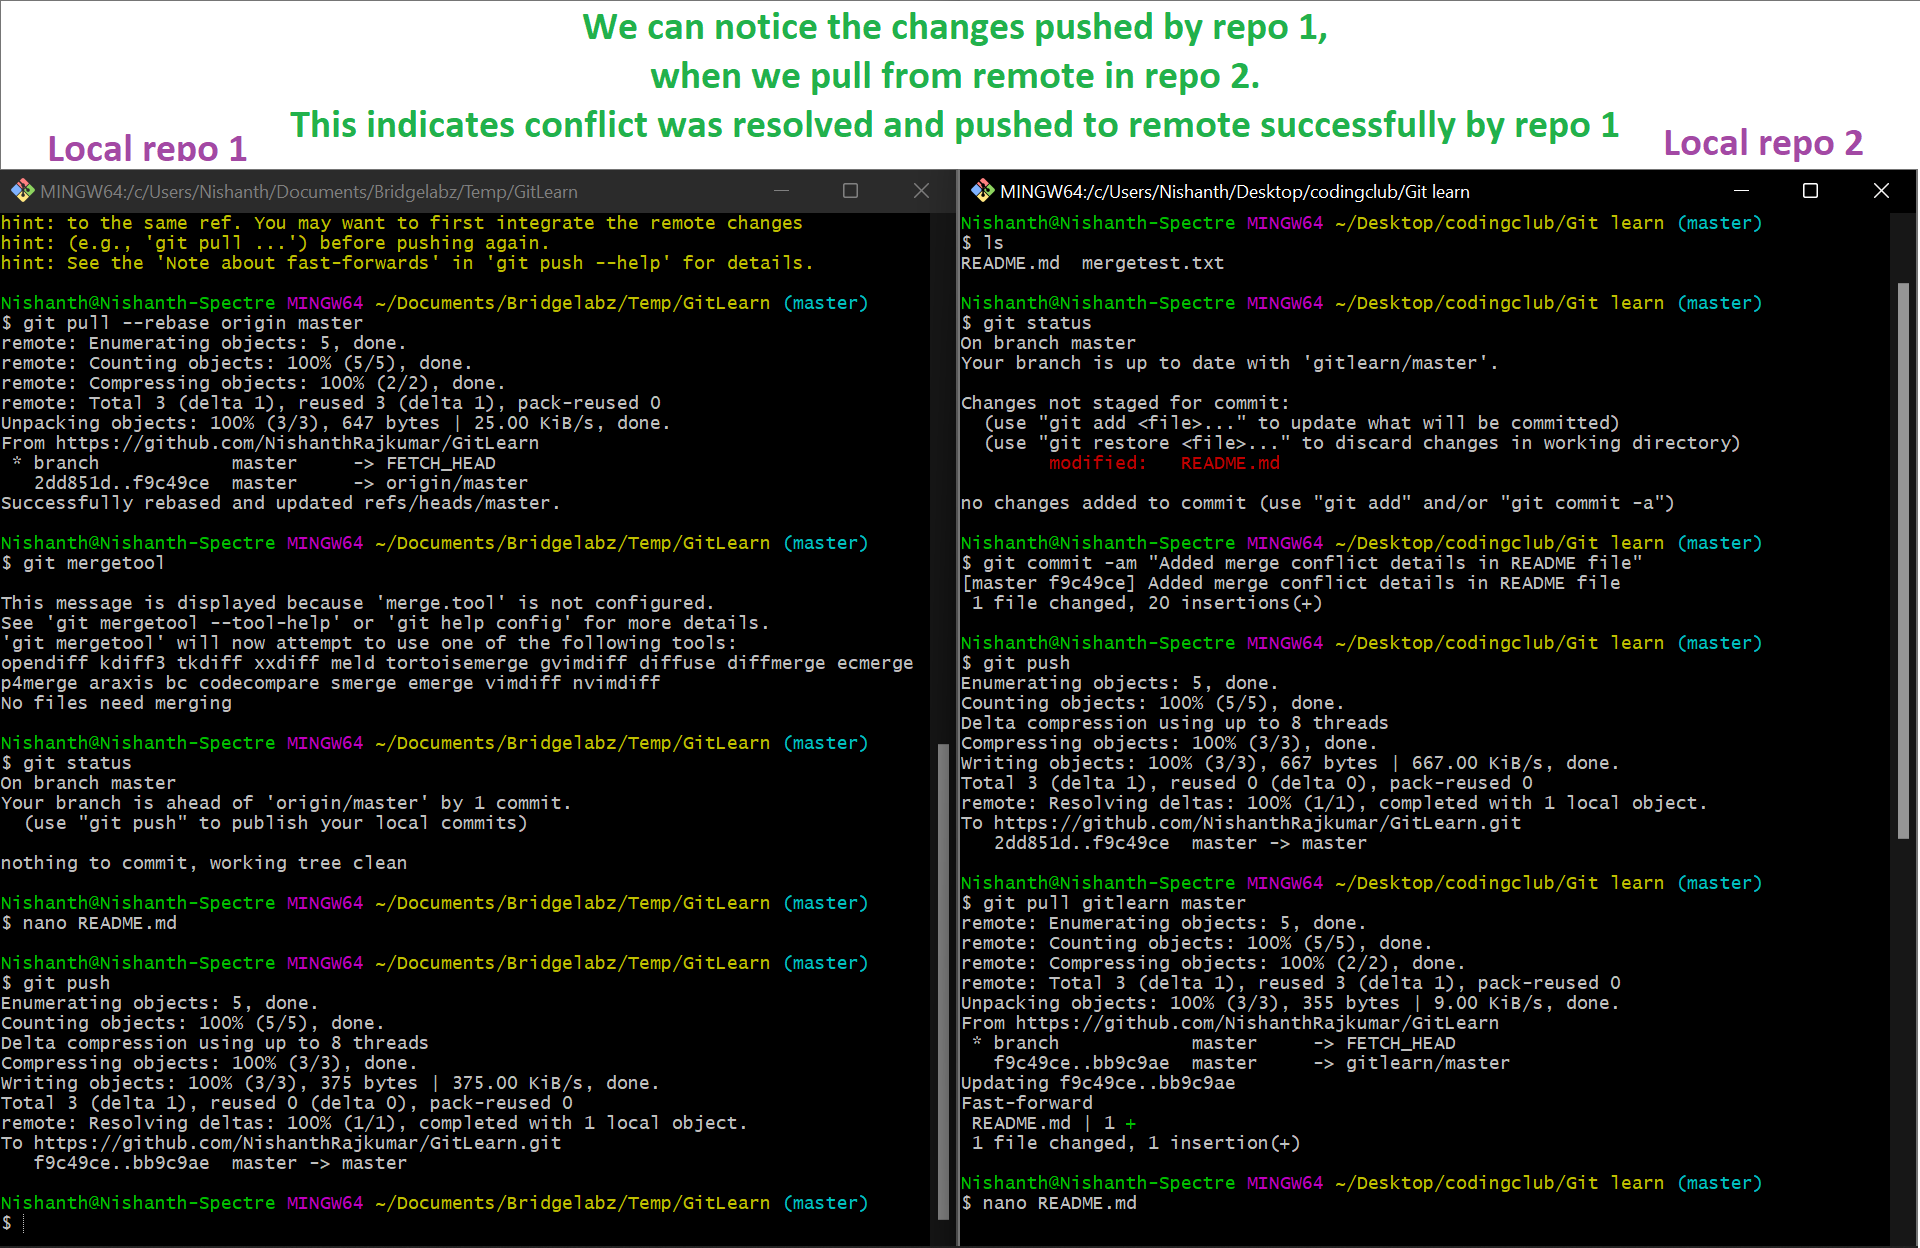 We can notice the changes pushed by repo 1,
when we pull from remote in repo 2.
This indicates conflict was resolved and pushed to remote successfully by repo 1
Local repo 1
Local repo 2
MINGW64:/c/Users/Nishanth/Documents/Bridgelabz/Temp/GitLearn
hint: to the same ref. You may want to first integrate the remote changes
hint: (e.g., 'git pull ...') before pushing again.
hint: See the 'Note about fast-forwards' in 'git push --help' for details.
Nishanth@Nishanth-Spectre MINGW64 ~/Documents/Bridgelabz/Temp/GitLearn (master)
$ git pull --rebase origin master
remote: Enumerating objects: 5, done.
remote: Counting objects: 100% (5/5), done.
remote: Compressing objects: 100% (2/2), done.
remote: Total 3 (delta 1), reused 3 (delta 1), pack-reused 0
Unpacking objects: 100% (3/3), 647 bytes | 25.00 KiB/s, done.
From https://github.com/NishanthRajkumar/GitLearn
 * branch            master     -> FETCH_HEAD
   2dd851d..f9c49ce  master     -> origin/master
Successfully rebased and updated refs/heads/master.
Nishanth@Nishanth-Spectre MINGW64 ~/Documents/Bridgelabz/Temp/GitLearn (master)
$ git mergetool
This message is displayed because 'merge.tool' is not configured.
See 'git mergetool --tool-help' or 'git help config' for more details.
'git mergetool' will now attempt to use one of the following tools:
opendiff kdiff3 tkdiff xxdiff meld tortoisemerge gvimdiff diffuse diffmerge ecmerge
p4merge araxis bc codecompare smerge emerge vimdiff nvimdiff
No files need merging
Nishanth@Nishanth-Spectre MINGW64 ~/Documents/Bridgelabz/Temp/GitLearn (master)
$ git status
On branch master
Your branch is ahead of 'origin/master' by 1 commit.
  (use "git push" to publish your local commits)
nothing to commit, working tree clean
Nishanth@Nishanth-Spectre MINGW64 ~/Documents/Bridgelabz/Temp/GitLearn (master)
$ nano README.md
Nishanth@Nishanth-Spectre MINGW64 ~/Documents/Bridgelabz/Temp/GitLearn (master)
$ git push
Enumerating objects: 5, done.
Counting objects: 100% (5/5), done.
Delta compression using up to 8 threads
Compressing objects: 100% (3/3), done.
Writing objects: 100% (3/3), 375 bytes | 375.00 KiB/s, done.
Total 3 (delta 1), reused 0 (delta 0), pack-reused 0
remote: Resolving deltas: 100% (1/1), completed with 1 local object.
To https://github.com/NishanthRajkumar/GitLearn.git
   f9c49ce..bb9c9ae  master -> master
Nishanth@Nishanth-Spectre MINGW64 ~/Documents/Bridgelabz/Temp/GitLearn (master)
$
MINGW64:/c/Users/Nishanth/Desktop/codingclub/Git learn
Nishanth@Nishanth-Spectre MINGW64 ~/Desktop/codingclub/Git learn (master)
$ ls
README.md  mergetest.txt
Nishanth@Nishanth-Spectre MINGW64 ~/Desktop/codingclub/Git learn (master)
$ git status
On branch master
Your branch is up to date with 'gitlearn/master'.
Changes not staged for commit:
  (use "git add <file>..." to update what will be committed)
  (use "git restore <file>..." to discard changes in working directory)
        modified:   README.md
no changes added to commit (use "git add" and/or "git commit -a")
Nishanth@Nishanth-Spectre MINGW64 ~/Desktop/codingclub/Git learn (master)
$ git commit -am "Added merge conflict details in README file"
[master f9c49ce] Added merge conflict details in README file
 1 file changed, 20 insertions(+)
Nishanth@Nishanth-Spectre MINGW64 ~/Desktop/codingclub/Git learn (master)
$ git push
Enumerating objects: 5, done.
Counting objects: 100% (5/5), done.
Delta compression using up to 8 threads
Compressing objects: 100% (3/3), done.
Writing objects: 100% (3/3), 667 bytes | 667.00 KiB/s, done.
Total 3 (delta 1), reused 0 (delta 0), pack-reused 0
remote: Resolving deltas: 100% (1/1), completed with 1 local object.
To https://github.com/NishanthRajkumar/GitLearn.git
   2dd851d..f9c49ce  master -> master
Nishanth@Nishanth-Spectre MINGW64 ~/Desktop/codingclub/Git learn (master)
$ git pull gitlearn master
remote: Enumerating objects: 5, done.
remote: Counting objects: 100% (5/5), done.
remote: Compressing objects: 100% (2/2), done.
remote: Total 3 (delta 1), reused 3 (delta 1), pack-reused 0
Unpacking objects: 100% (3/3), 355 bytes | 9.00 KiB/s, done.
From https://github.com/NishanthRajkumar/GitLearn
 * branch            master     -> FETCH_HEAD
   f9c49ce..bb9c9ae  master     -> gitlearn/master
Updating f9c49ce..bb9c9ae
Fast-forward
 README.md | 1 +
 1 file changed, 1 insertion(+)
Nishanth@Nishanth-Spectre MINGW64 ~/Desktop/codingclub/Git learn (master)
$ nano README.md